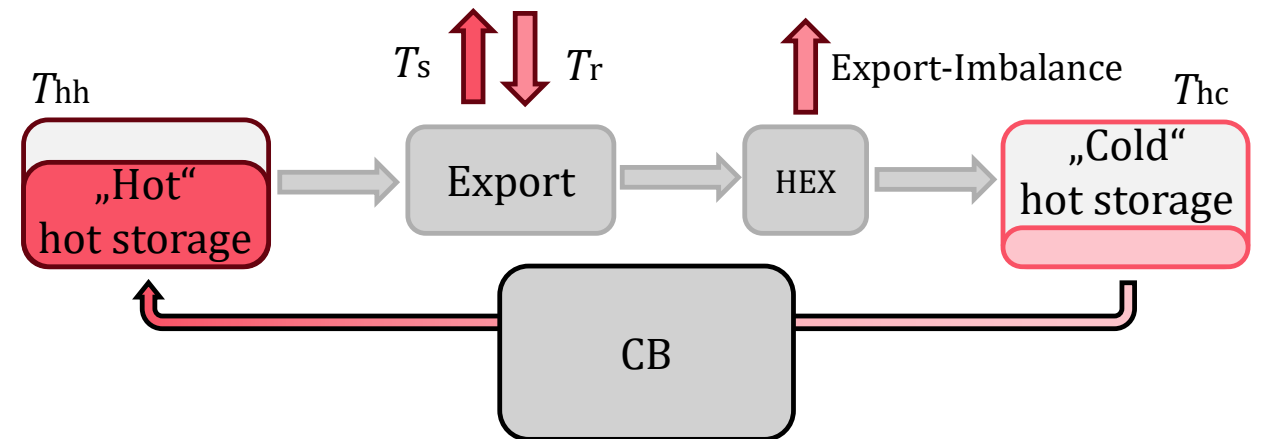 Ts
Tr
Export-Imbalance
Thh
Thc
„Hot“
hot storage
Export
HEX
„Cold“
hot storage
CB